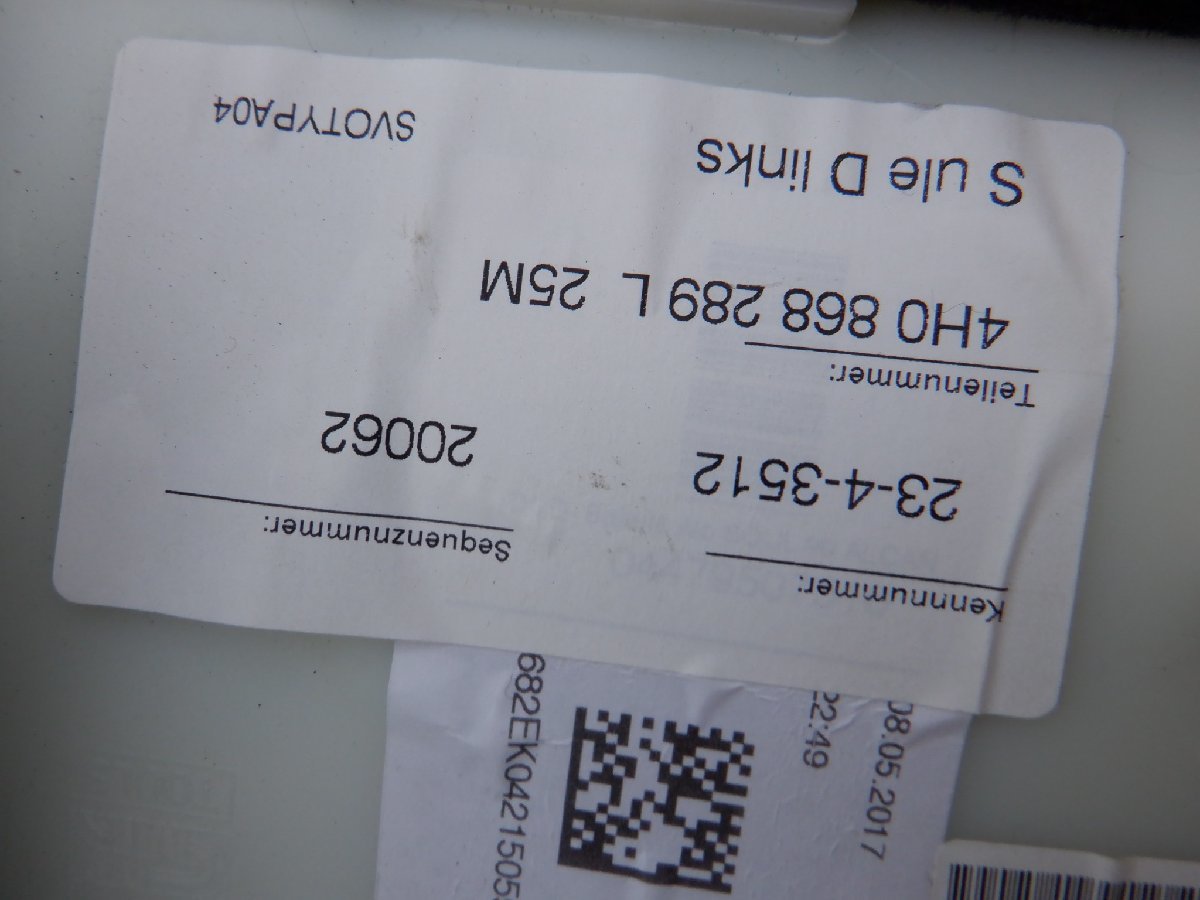 Kennnummer:
Sequenznummer:
23-4-3512
20062
Teilenummer:
4H0 868 289 L 25M
S ule D links
SVOTYPA04
08.05.2017
22:49
682EK0421505